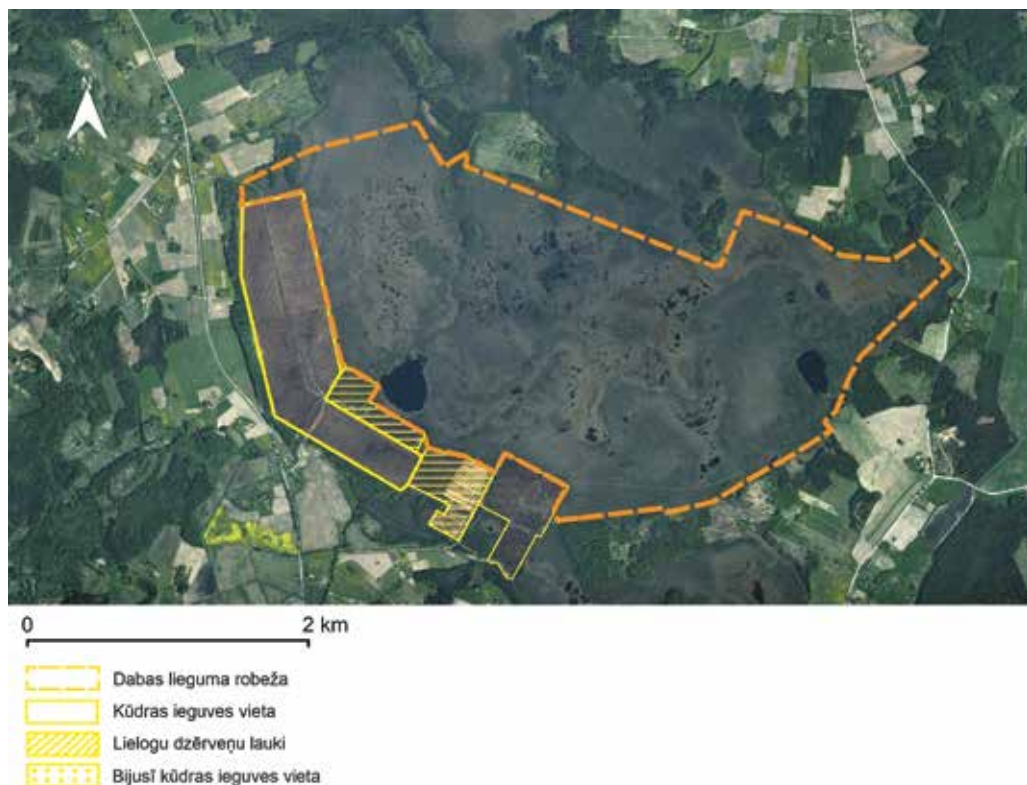 0 2 km
Dabas lieguma robeža
Kūdras ieguves vieta
Lielogu dzērveņu lauki
Bijusī kūdras ieguves vieta